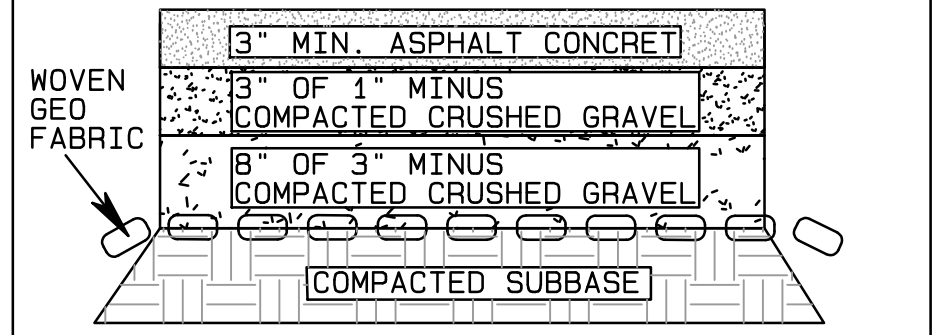 3" MIN. ASPHALT CONCRET
WOVEN
GEO
FABRIC
3" OF 1" MINUS
COMPACTED CRUSHED GRAVEL
8" OF 3" MINUS
COMPACTED CRUSHED GRAVEL
COMPACTED SUBBASE